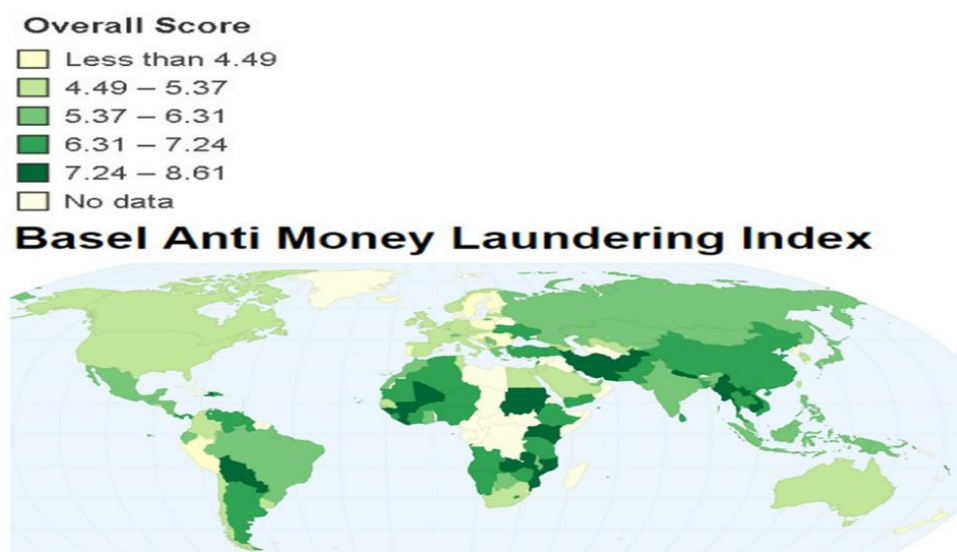 Overall Score
Less than 4.49
4.49 – 5.37
5.37 – 6.31
6.31 – 7.24
7.24 – 8.61
No data
Basel Anti Money Laundering Index